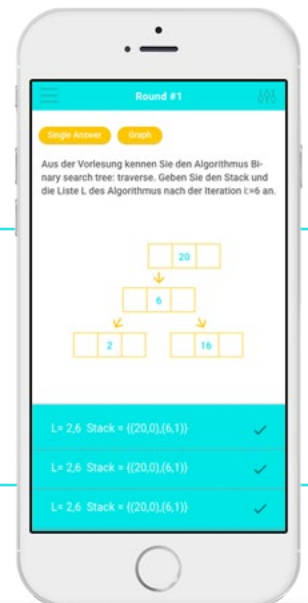 Round #1
Single Answer Graph
Aus der Vorlesung kennen Sie den Algorithmus Bi-
nary search tree: traverse. Geben Sie den Stack und
die Liste L des Algorithmus nach der Iteration i:=6 an.
20
6
2 16
L= 2,6 Stack = {(20,0),(6,1)}
L= 2,6 Stack = {(20,0),(6,1)}
L= 2,6 Stack = {(20,0),(6,1)}